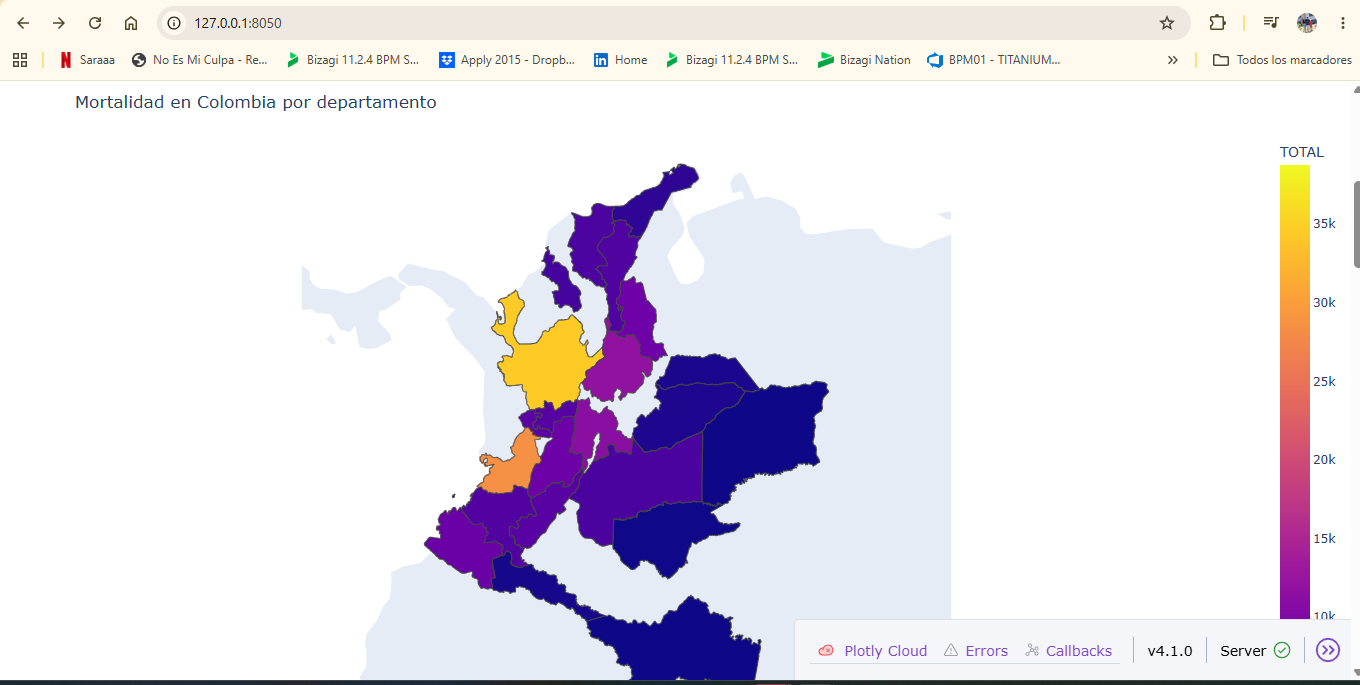 127.0.0.1:8050
Saraaa No Es Mi Culpa - Re... Bizagi 11.2.4 BPM S... Apply 2015 - Dropb... Home Bizagi 11.2.4 BPM S... Bizagi Nation BPM01 - TITANIUM... » Todos los marcadores
Mortalidad en Colombia por departamento
TOTAL
35k
30k
25k
20k
15k
10k
Plotly Cloud Errors Callbacks v4.1.0 Server